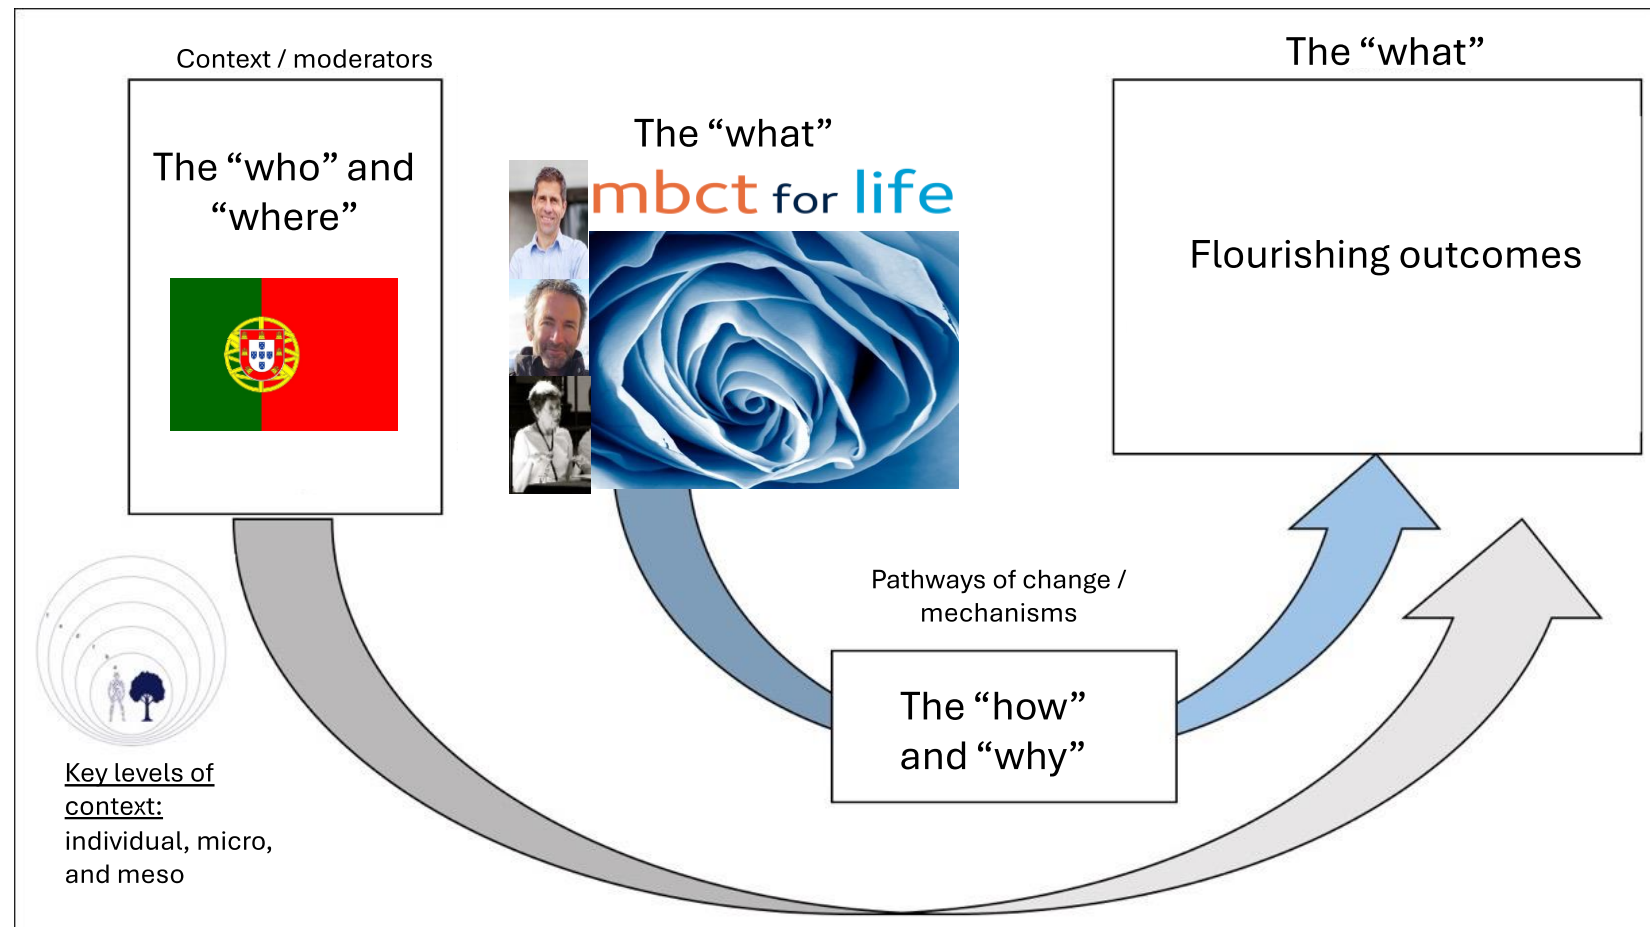 Context / moderators
The “who” and
“where”
The “what”
mbct for life
The “what”
Flourishing outcomes
Pathways of change /
mechanisms
The “how”
and “why”
Key levels of
context:
individual, micro,
and meso